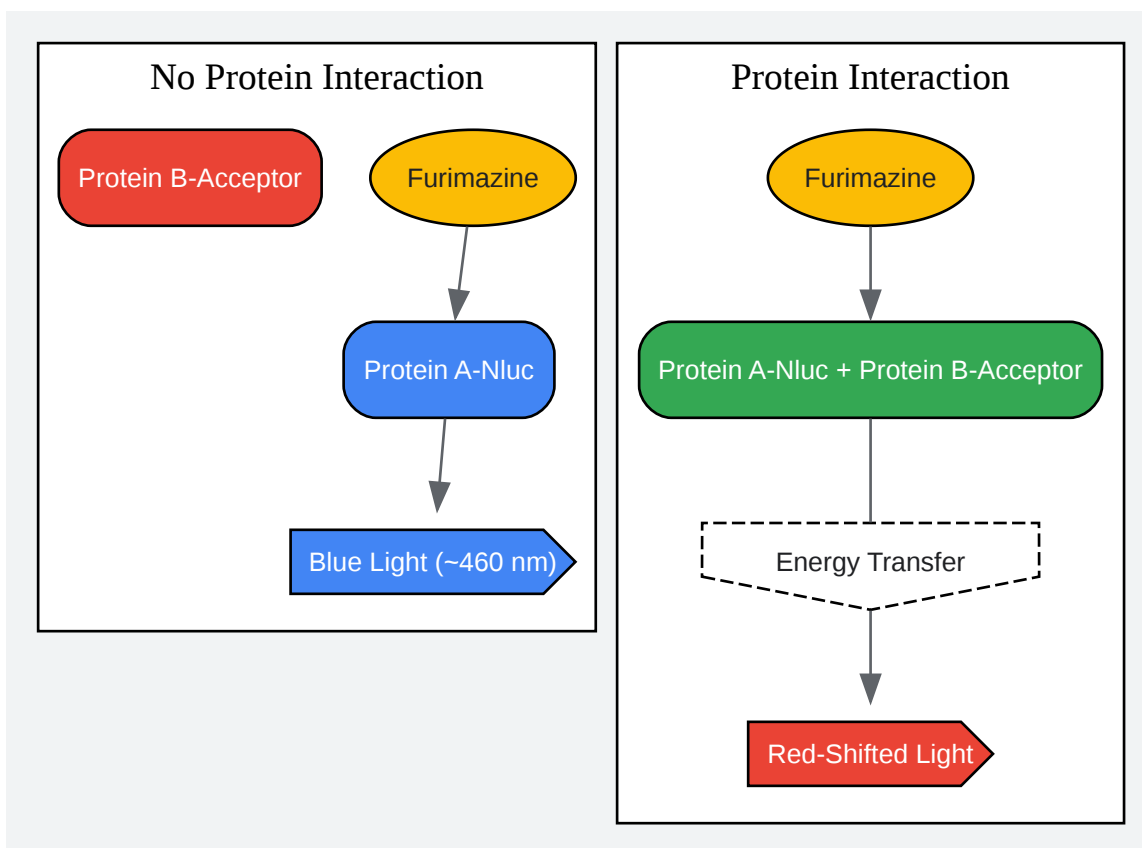 No Protein Interaction
Protein B-Acceptor
Furimazine
Protein A-Nluc
Blue Light (~460 nm)
Protein Interaction
Furimazine
Protein A-Nluc + Protein B-Acceptor
Energy Transfer
Red-Shifted Light